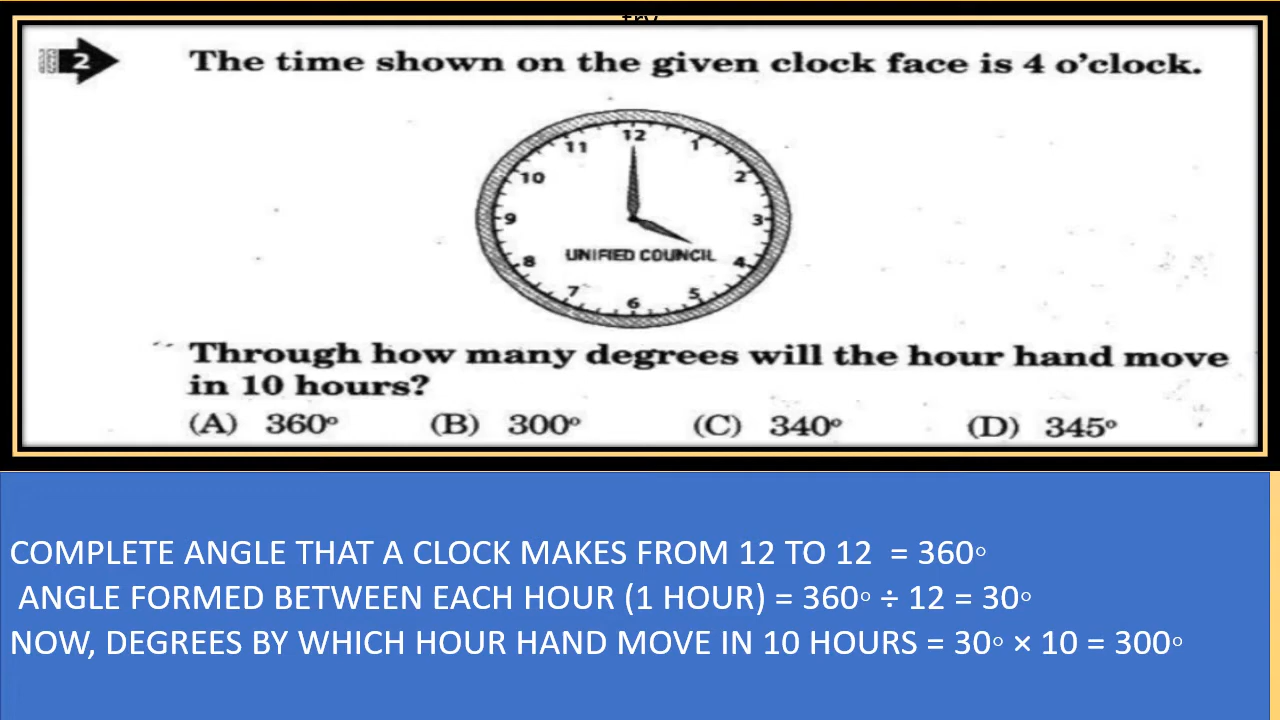 try
2
The time shown on the given clock face is 4 o'clock.
12
11 1
10 2
9 3
UNIFIED COUNCIL
8 4
7 5
6
Through how many degrees will the hour hand move
in 10 hours?
(A) 360° (B) 300° (C) 340° (D) 345°
COMPLETE ANGLE THAT A CLOCK MAKES FROM 12 TO 12 = 360◦
ANGLE FORMED BETWEEN EACH HOUR (1 HOUR) = 360◦ ÷ 12 = 30◦
NOW, DEGREES BY WHICH HOUR HAND MOVE IN 10 HOURS = 30◦ × 10 = 300◦